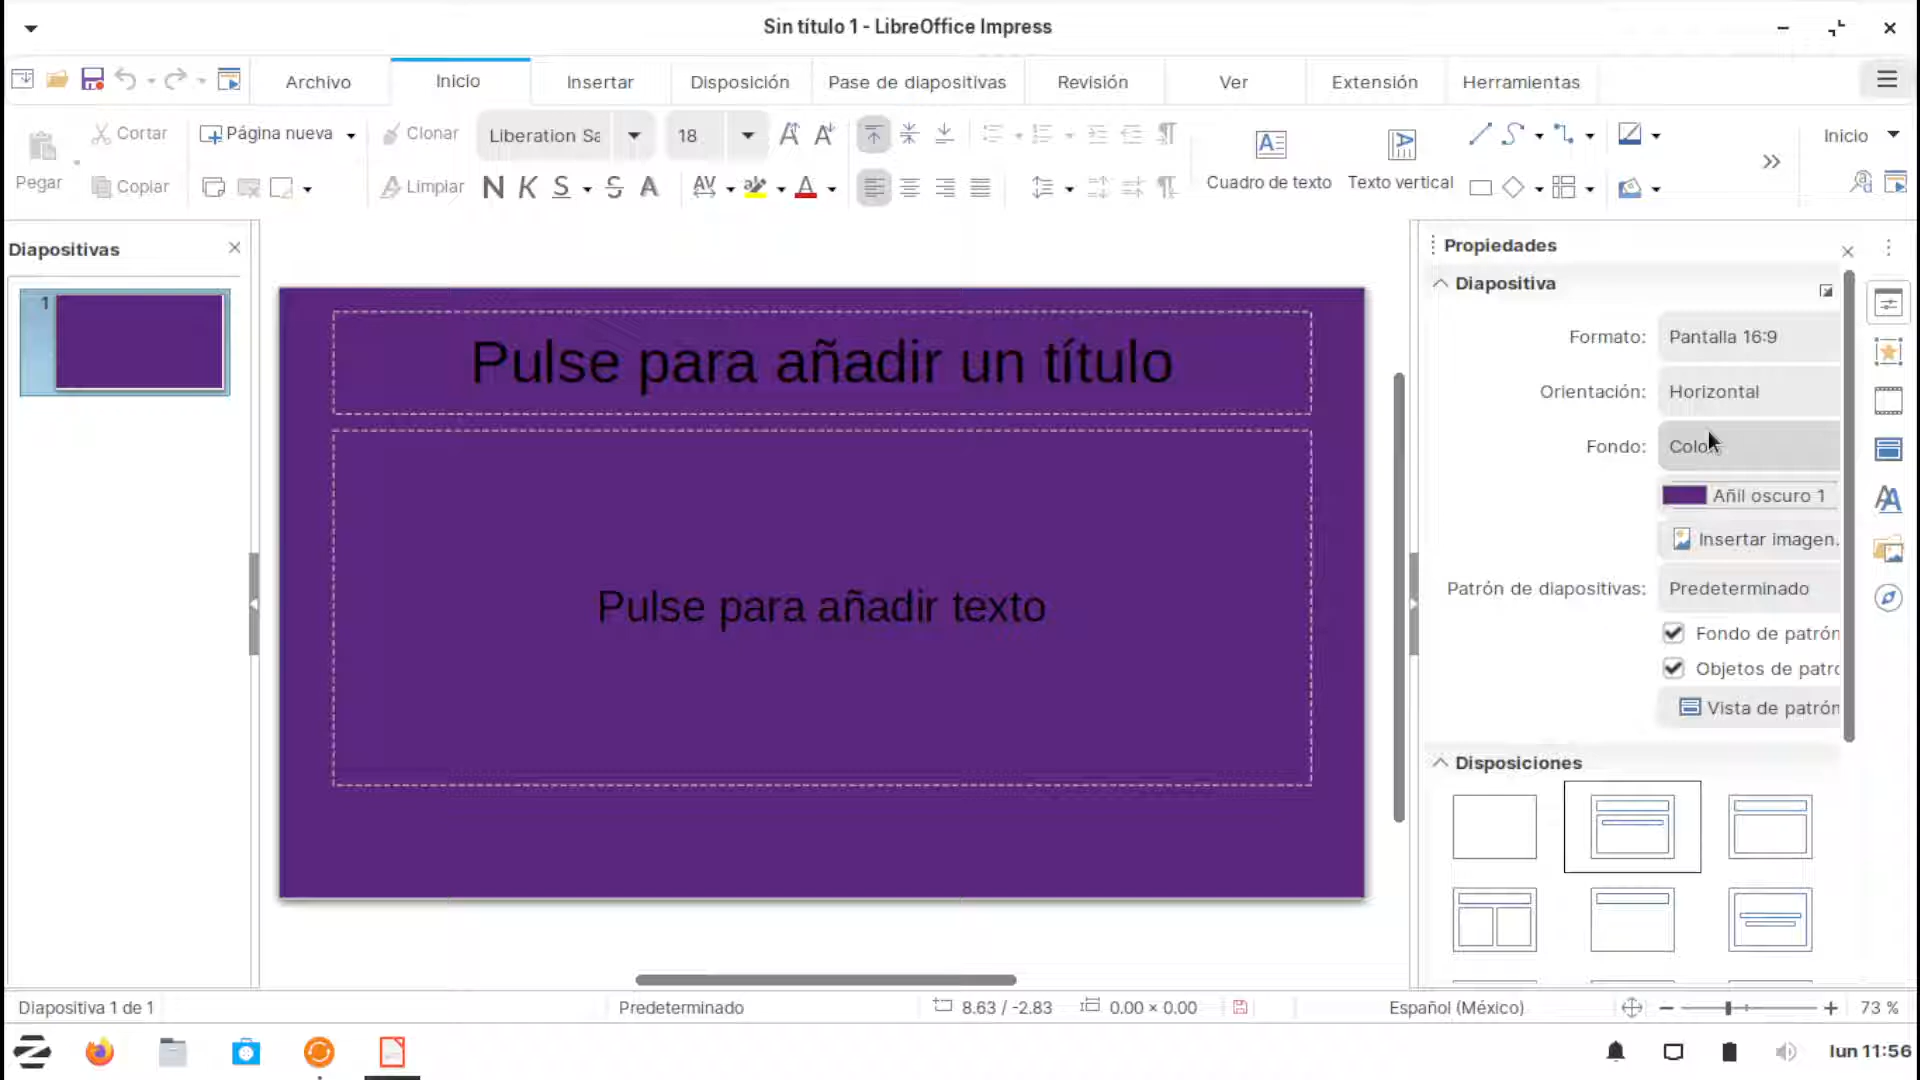 Sin título 1 - LibreOffice Impress
Archivo
Inicio
Insertar
Disposición
Pase de diapositivas
Revisión
Ver
Extensión
Herramientas
Pegar
Cortar
Copiar
Página nueva
Clonar
Limpiar
Liberation Sa
18
N K S S A
Cuadro de texto
Texto vertical
Inicio
Diapositivas
1
Pulse para añadir un título
Pulse para añadir texto
Propiedades
Diapositiva
Formato: Pantalla 16:9
Orientación: Horizontal
Fondo: Color
Añil oscuro 1
Insertar imagen.
Patrón de diapositivas: Predeterminado
Fondo de patrón
Objetos de patro
Vista de patrón
Disposiciones
Diapositiva 1 de 1
Predeterminado
8.63 / -2.83
0.00 × 0.00
Español (México)
73 %
lun 11:56